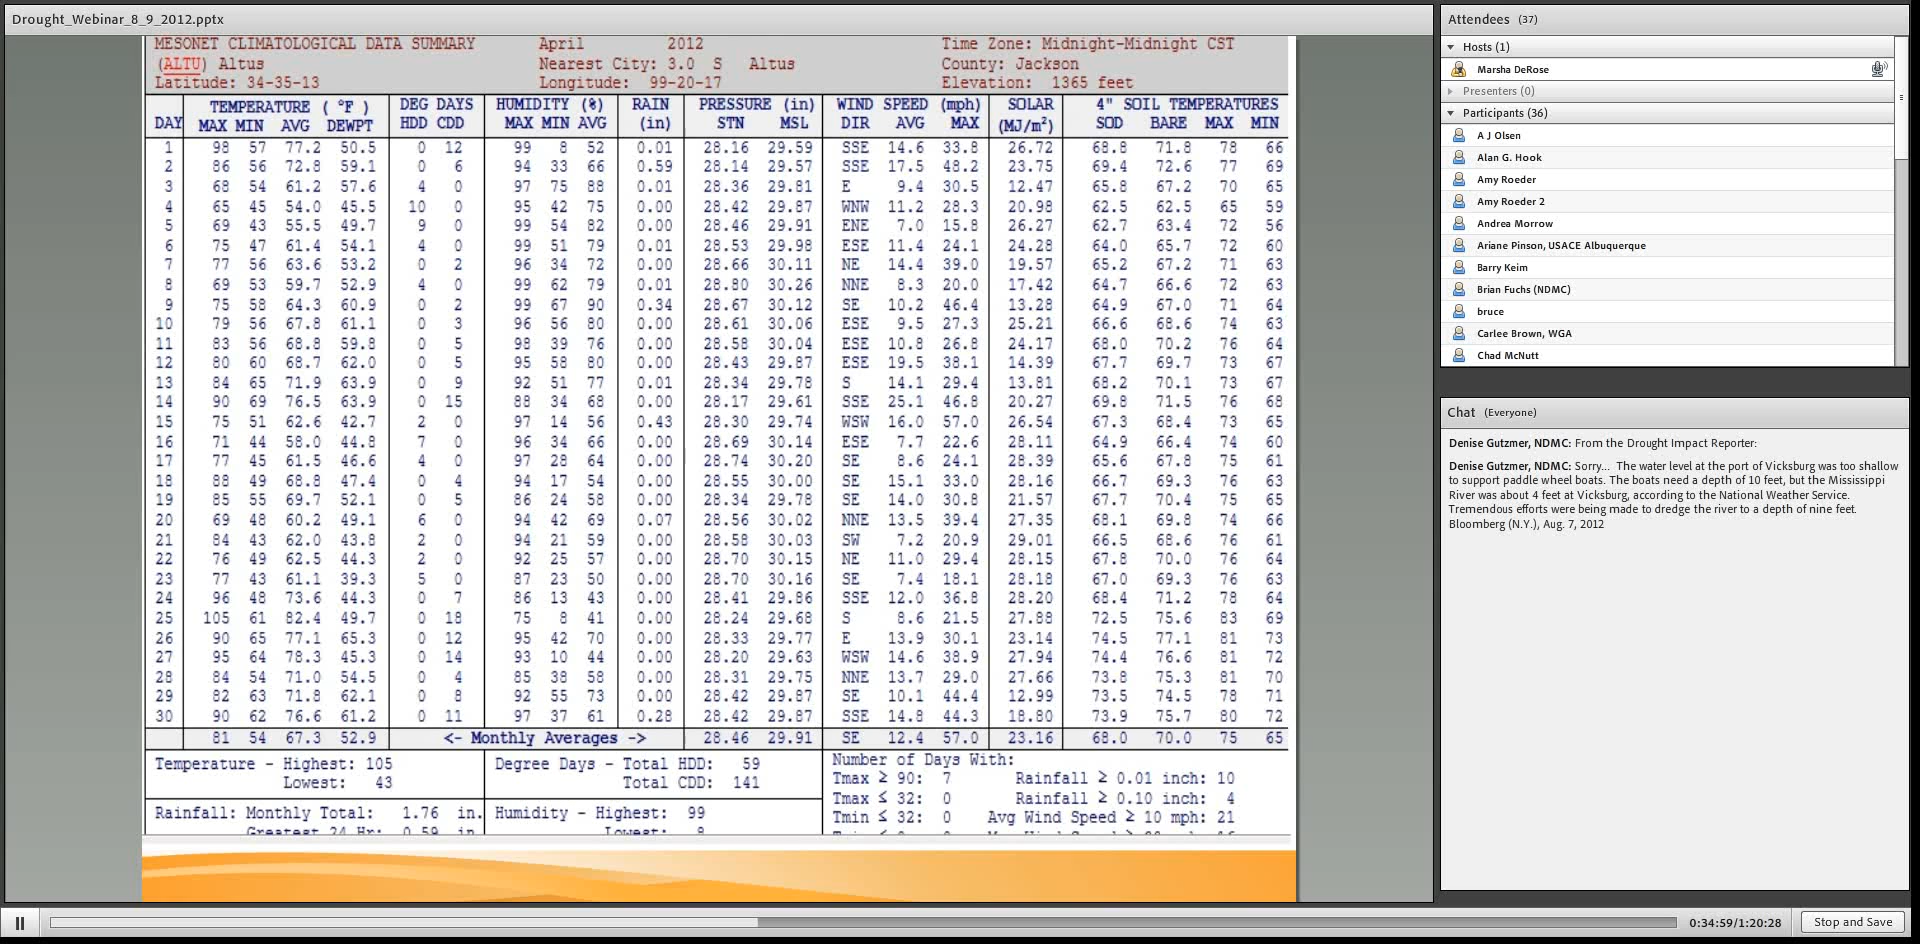 Drought_Webinar_8_9_2012.pptx
MESONET CLIMATOLOGICAL DATA SUMMARY April 2012 Time Zone: Midnight-Midnight CST
(ALTU) Altus Nearest City: 3.0 S Altus County: Jackson
Latitude: 34-35-13 Longitude: 99-20-17 Elevation: 1365 feet
TEMPERATURE ( °F ) DEG DAYS HUMIDITY (%) RAIN PRESSURE (in) WIND SPEED (mph) SOLAR 4" SOIL TEMPERATURES
DAY MAX MIN AVG DEWPT HDD CDD MAX MIN AVG (in) STN MSL DIR AVG MAX (MJ/m²) SOD BARE MAX MIN
1 98 57 77.2 50.5 0 12 99 8 52 0.01 28.16 29.59 SSE 14.6 33.8 26.72 68.8 71.8 78 66
2 86 56 72.8 59.1 0 6 94 33 66 0.59 28.14 29.57 SSE 17.5 48.2 23.75 69.4 72.6 77 69
3 68 54 61.2 57.6 4 0 97 75 88 0.01 28.36 29.81 E 9.4 30.5 12.47 65.8 67.2 70 65
4 65 45 54.0 45.5 10 0 95 42 75 0.00 28.42 29.87 WNW 11.2 28.3 20.98 62.5 62.5 65 59
5 69 43 55.5 49.7 9 0 99 54 82 0.00 28.46 29.91 ENE 7.0 15.8 26.27 62.7 63.4 72 56
6 75 47 61.4 54.1 4 0 99 51 79 0.01 28.53 29.98 ESE 11.4 24.1 24.28 64.0 65.7 72 60
7 77 56 63.6 53.2 0 2 96 34 72 0.00 28.66 30.11 NE 14.4 39.0 19.57 65.2 67.2 71 63
8 69 53 59.7 52.9 4 0 99 62 79 0.01 28.80 30.26 NNE 8.3 20.0 17.42 64.7 66.6 72 63
9 75 58 64.3 60.9 0 2 99 67 90 0.34 28.67 30.12 SE 10.2 46.4 13.28 64.9 67.0 71 64
10 79 56 67.8 61.1 0 3 96 56 80 0.00 28.61 30.06 ESE 9.5 27.3 25.21 66.6 68.6 74 63
11 83 56 68.8 59.8 0 5 98 39 76 0.00 28.58 30.04 ESE 10.8 26.8 24.17 68.0 70.2 76 64
12 80 60 68.7 62.0 0 5 95 58 80 0.00 28.43 29.87 ESE 19.5 38.1 14.39 67.7 69.7 73 67
13 84 65 71.9 63.9 0 9 92 51 77 0.01 28.34 29.78 S 14.1 29.4 13.81 68.2 70.1 73 67
14 90 69 76.5 63.9 0 15 88 34 68 0.00 28.17 29.61 SSE 25.1 46.8 20.27 69.8 71.5 76 68
15 75 51 62.6 42.7 2 0 97 14 56 0.43 28.30 29.74 WSW 16.0 57.0 26.54 67.3 68.4 73 65
16 71 44 58.0 44.8 7 0 96 34 66 0.00 28.69 30.14 ESE 7.7 22.6 28.11 64.9 66.4 74 60
17 77 45 61.5 46.6 4 0 97 28 64 0.00 28.74 30.20 SE 8.6 24.1 28.39 65.6 67.8 75 61
18 88 49 68.8 47.4 0 4 94 17 54 0.00 28.55 30.00 SE 15.1 33.0 28.16 66.7 69.3 76 63
19 85 55 69.7 52.1 0 5 86 24 58 0.00 28.34 29.78 SE 14.0 30.8 21.57 67.7 70.4 75 65
20 69 48 60.2 49.1 6 0 94 42 69 0.07 28.56 30.02 NNE 13.5 39.4 27.35 68.1 69.8 74 66
21 84 43 62.0 43.8 2 0 94 21 59 0.00 28.58 30.03 SW 7.2 20.9 29.01 66.5 68.6 76 61
22 76 49 62.5 44.3 2 0 92 25 57 0.00 28.70 30.15 NE 11.0 29.4 28.15 67.8 70.0 76 64
23 77 43 61.1 39.3 5 0 87 23 50 0.00 28.70 30.16 SE 7.4 18.1 28.18 67.0 69.3 76 63
24 96 48 73.6 44.3 0 7 86 13 43 0.00 28.41 29.86 SSE 12.0 36.8 28.20 68.4 71.2 78 64
25 105 61 82.4 49.7 0 18 75 8 41 0.00 28.24 29.68 S 8.6 21.5 27.88 72.5 75.6 83 69
26 90 65 77.1 65.3 0 12 95 42 70 0.00 28.33 29.77 E 13.9 30.1 23.14 74.5 77.1 81 73
27 95 64 78.3 45.3 0 14 93 10 44 0.00 28.20 29.63 WSW 14.6 38.9 27.94 74.4 76.6 81 72
28 84 54 71.0 54.5 0 4 85 38 58 0.00 28.31 29.75 NNE 13.7 29.0 27.66 73.8 75.3 81 70
29 82 63 71.8 62.1 0 8 92 55 73 0.00 28.42 29.87 SE 10.1 44.4 12.99 73.5 74.5 78 71
30 90 62 76.6 61.2 0 11 97 37 61 0.28 28.42 29.87 SSE 14.8 44.3 18.80 73.9 75.7 80 72
81 54 67.3 52.9 <- Monthly Averages -> 28.46 29.91 SE 12.4 57.0 23.16 68.0 70.0 75 65
Temperature - Highest: 105 Degree Days - Total HDD: 59 Number of Days With:
Lowest: 43 Total CDD: 141 Tmax ≥ 90: 7 Rainfall ≥ 0.01 inch: 10
Tmax ≤ 32: 0 Rainfall ≥ 0.10 inch: 4
Rainfall: Monthly Total: 1.76 in. Humidity - Highest: 99 Tmin ≤ 32: 0 Avg Wind Speed ≥ 10 mph: 21
Greatest 24 Hr: 0.59 in Lowest: 8
Attendees (37)
Hosts (1)
Marsha DeRose
Presenters (0)
Participants (36)
A J Olsen
Alan G. Hook
Amy Roeder
Amy Roeder 2
Andrea Morrow
Ariane Pinson, USACE Albuquerque
Barry Keim
Brian Fuchs (NDMC)
bruce
Carlee Brown, WGA
Chad McNutt
Chat (Everyone)
Denise Gutzmer, NDMC: From the Drought Impact Reporter:
Denise Gutzmer, NDMC: Sorry... The water level at the port of Vicksburg was too shallow
to support paddle wheel boats. The boats need a depth of 10 feet, but the Mississippi
River was about 4 feet at Vicksburg, according to the National Weather Service.
Tremendous efforts were being made to dredge the river to a depth of nine feet.
Bloomberg (N.Y.), Aug. 7, 2012
0:34:59/1:20:28 Stop and Save